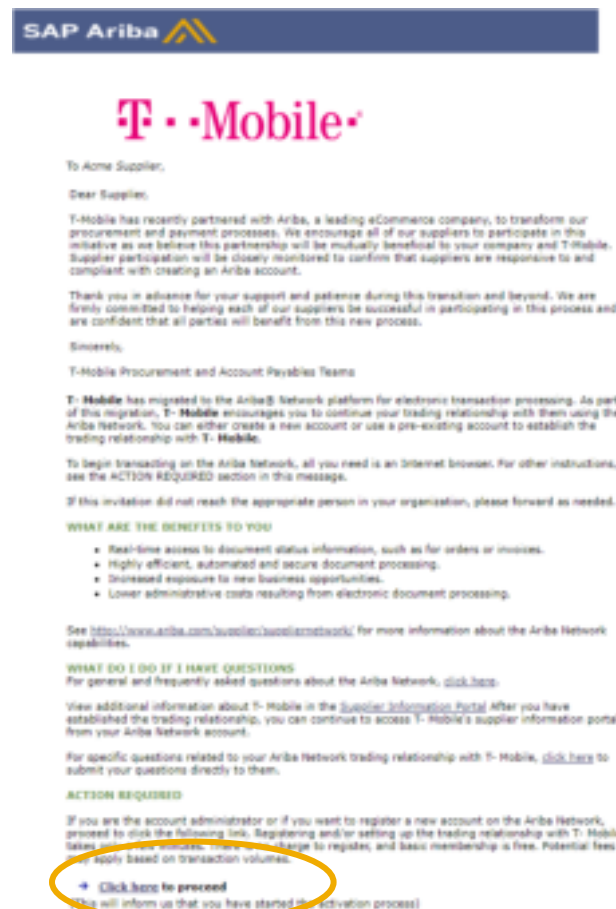 SAP Ariba
T··Mobile·
To Acme Supplier,
Dear Supplier,
T-Mobile has recently partnered with Ariba, a leading eCommerce company, to transform our
procurement and payment processes. We encourage all of our suppliers to participate in this
initiative as we believe this partnership will be mutually beneficial to your company and T-Mobile.
Supplier participation will be closely monitored to confirm that suppliers are responsive to and
compliant with creating an Ariba account.
Thank you in advance for your support and patience during this transition and beyond. We are
firmly committed to helping each of our suppliers be successful in participating in this process and
are confident that all parties will benefit from this new process.
Sincerely,
T-Mobile Procurement and Account Payables Teams
T- Mobile has migrated to the Ariba® Network platform for electronic transaction processing. As part
of this migration, T- Mobile encourages you to continue your trading relationship with them using the
Ariba Network. You can either create a new account or use a pre-existing account to establish the
trading relationship with T- Mobile.
To begin transacting on the Ariba Network, all you need is an Internet browser. For other instructions,
see the ACTION REQUIRED section in this message.
If this invitation did not reach the appropriate person in your organization, please forward as needed.
WHAT ARE THE BENEFITS TO YOU
• Real-time access to document status information, such as for orders or invoices.
• Highly efficient, automated and secure document processing.
• Increased exposure to new business opportunities.
• Lower administrative costs resulting from electronic document processing.
See http://www.ariba.com/supplier/suppliernetwork/ for more information about the Ariba Network
capabilities.
WHAT DO I DO IF I HAVE QUESTIONS
For general and frequently asked questions about the Ariba Network, click here.
View additional information about T- Mobile in the Supplier Information Portal After you have
established the trading relationship, you can continue to access T- Mobile's supplier information portal
from your Ariba Network account.
For specific questions related to your Ariba Network trading relationship with T- Mobile, click here to
submit your questions directly to them.
ACTION REQUIRED
If you are the account administrator or if you want to register a new account on the Ariba Network,
proceed to click the following link. Registering and/or setting up the trading relationship with T- Mobile
takes only a few minutes. There is no charge to register, and basic membership is free. Potential fees
may apply based on transaction volumes.
Click here to proceed
(This will inform us that you have started the activation process)